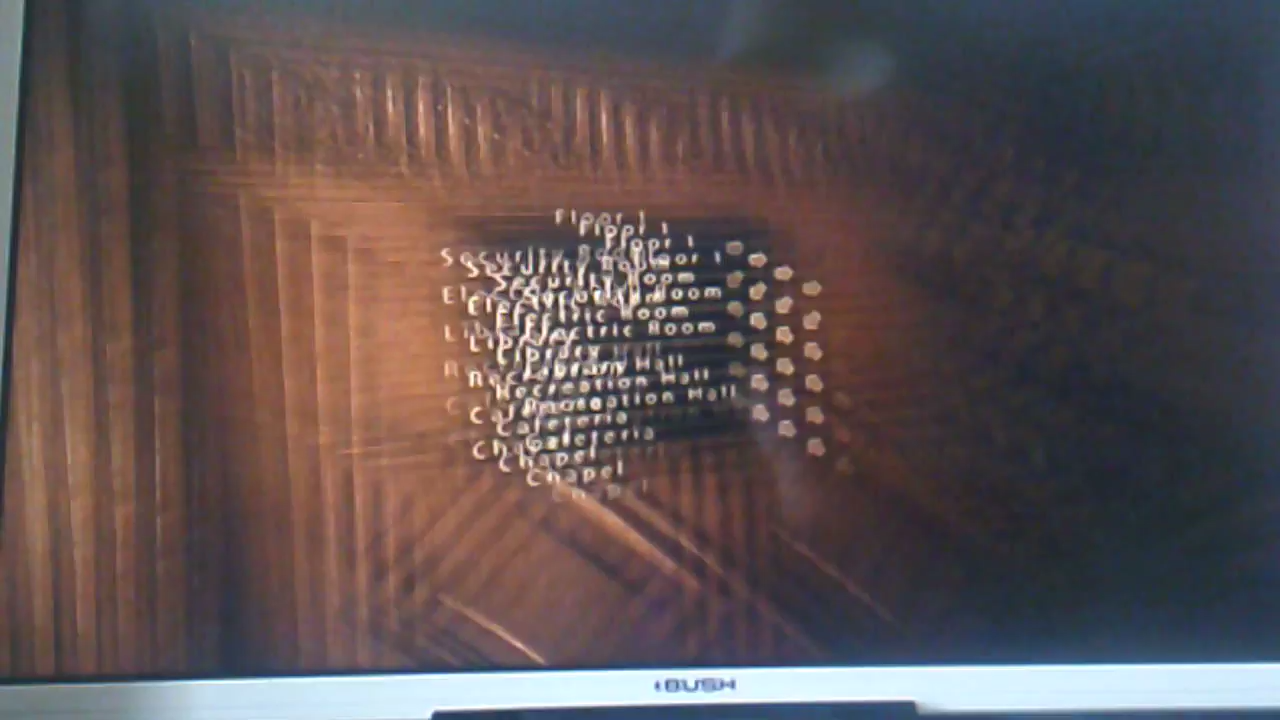 Floor 1
Security Room
Electric Room
Library
Recreation Hall
Cafeteria
Chapel
BUSH